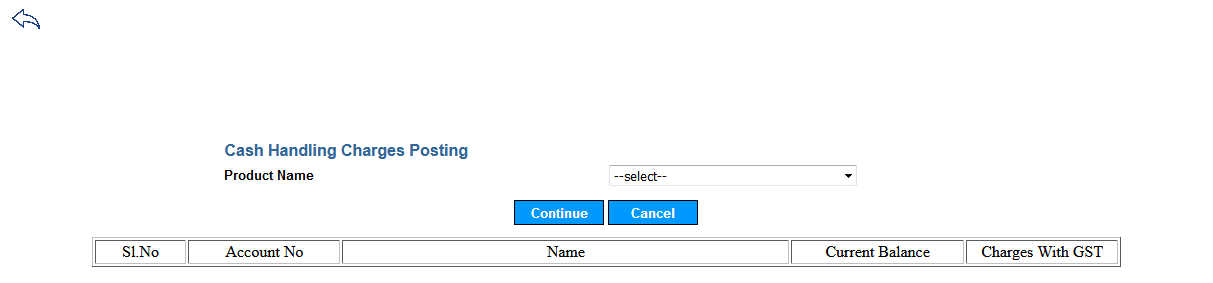 Cash Handling Charges Posting
Product Name --select--
Continue Cancel
Sl.No Account No Name Current Balance Charges With GST